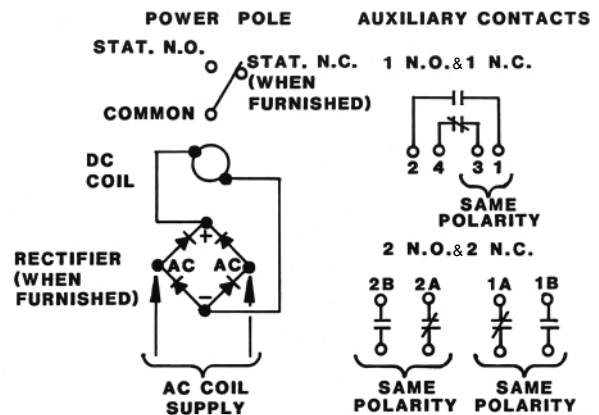 POWER POLE
STAT. N.O.
STAT. N.C.
(WHEN
FURNISHED)
COMMON
DC
COIL
+
RECTIFIER
(WHEN
FURNISHED)
AC AC
−
AC COIL
SUPPLY
AUXILIARY CONTACTS
1 N.O.&1 N.C.
2 4 3 1
SAME
POLARITY
2 N.O.&2 N.C.
2B 2A 1A 1B
SAME
POLARITY
SAME
POLARITY